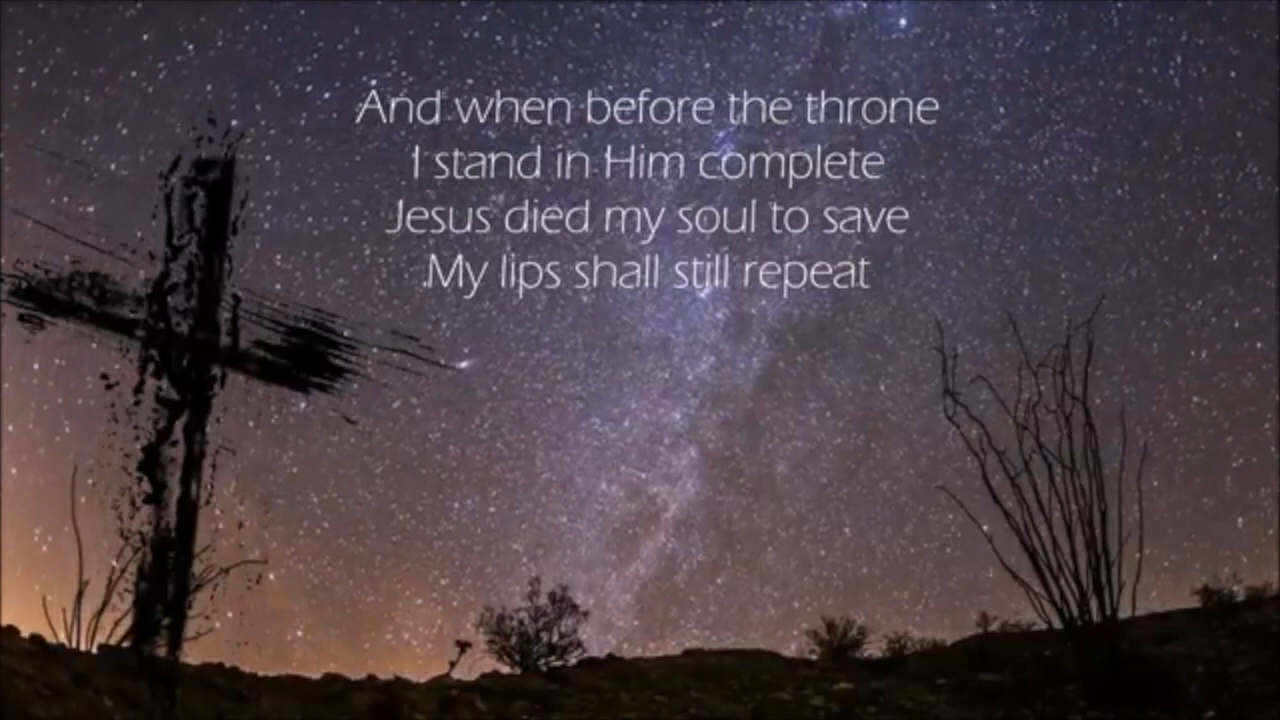 And when before the throne
I stand in Him complete
Jesus died my soul to save
My lips shall still repeat